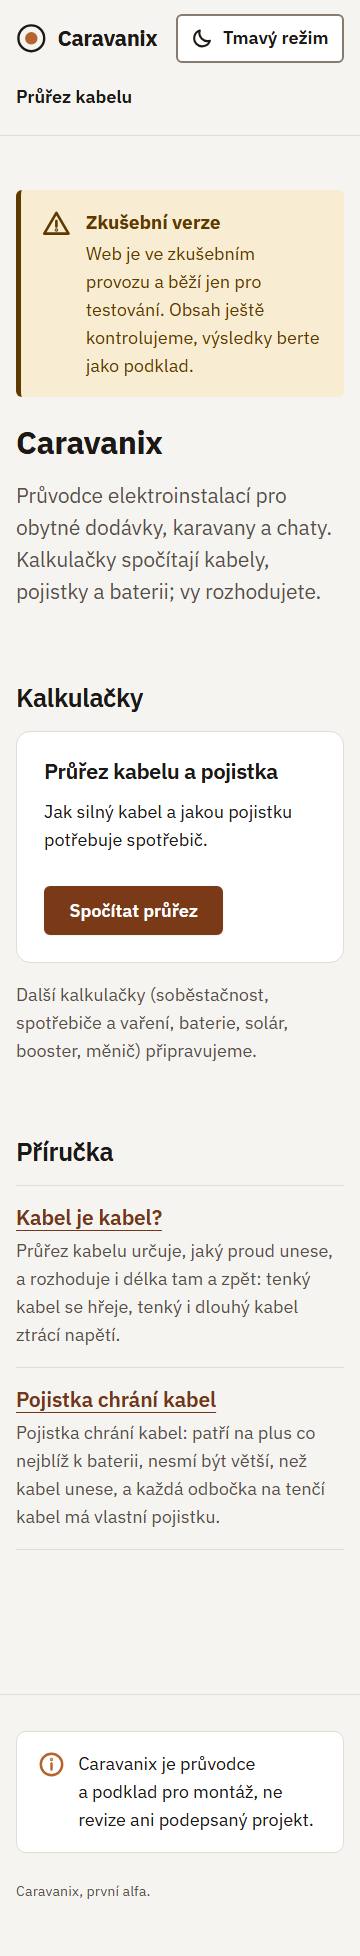 Caravanix
Tmavý režim
Průřez kabelu
Zkušební verze
Web je ve zkušebním
provozu a běží jen pro
testování. Obsah ještě
kontrolujeme, výsledky berte
jako podklad.
Caravanix
Průvodce elektroinstalací pro
obytné dodávky, karavany a chaty.
Kalkulačky spočítají kabely,
pojistky a baterii; vy rozhodujete.
Kalkulačky
Průřez kabelu a pojistka
Jak silný kabel a jakou pojistku
potřebuje spotřebič.
Spočítat průřez
Další kalkulačky (soběstačnost,
spotřebiče a vaření, baterie, solár,
booster, měnič) připravujeme.
Příručka
Kabel je kabel?
Průřez kabelu určuje, jaký proud unese,
a rozhoduje i délka tam a zpět: tenký
kabel se hřeje, tenký i dlouhý kabel
ztrácí napětí.
Pojistka chrání kabel
Pojistka chrání kabel: patří na plus co
nejblíž k baterii, nesmí být větší, než
kabel unese, a každá odbočka na tenčí
kabel má vlastní pojistku.
Caravanix je průvodce
a podklad pro montáž, ne
revize ani podepsaný projekt.
Caravanix, první alfa.